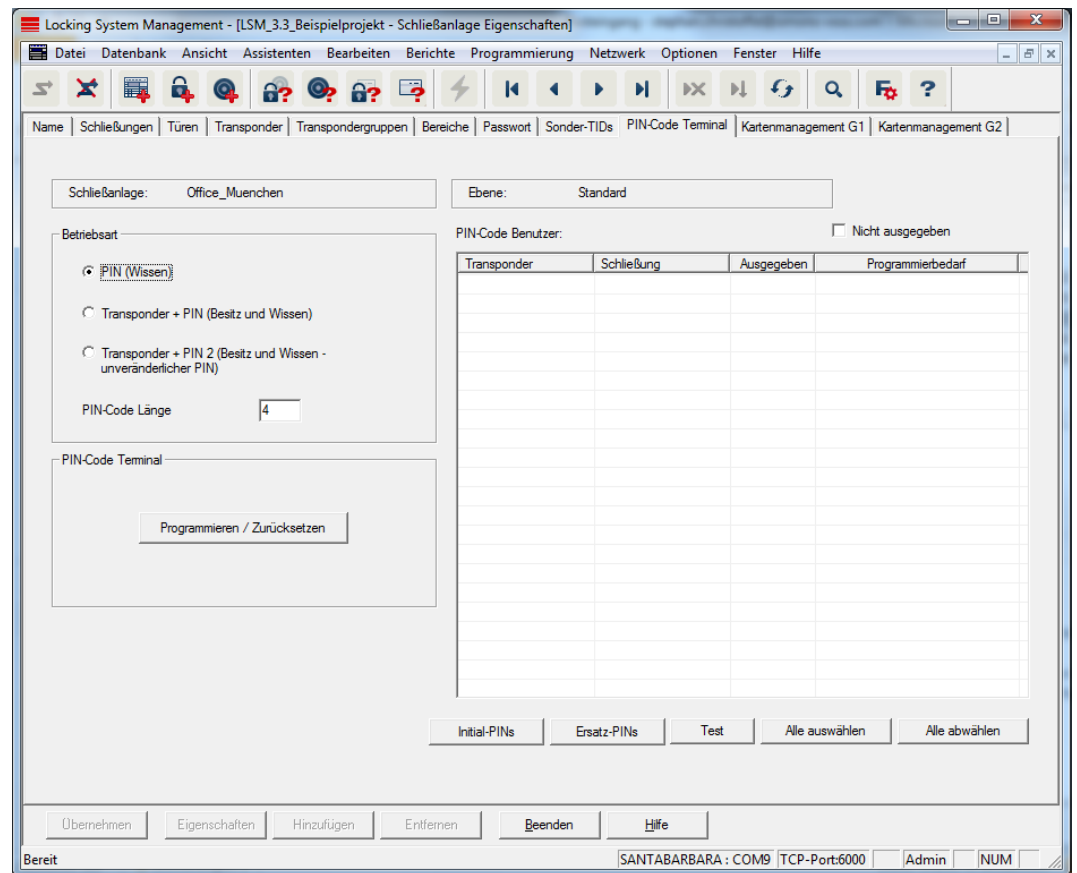 Locking System Management - [LSM_3.3_Beispielprojekt - Schließanlage Eigenschaften]
Datei Datenbank Ansicht Assistenten Bearbeiten Berichte Programmierung Netzwerk Optionen Fenster Hilfe
Name Schließungen Türen Transponder Transpondergruppen Bereiche Passwort Sonder-TIDs PIN-Code Terminal Kartenmanagement G1 Kartenmanagement G2
Schließanlage: Office_Muenchen
Ebene: Standard
Betriebsart
PIN (Wissen)
Transponder + PIN (Besitz und Wissen)
Transponder + PIN 2 (Besitz und Wissen -
unveränderlicher PIN)
PIN-Code Länge 4
PIN-Code Terminal
Programmieren / Zurücksetzen
PIN-Code Benutzer:
Nicht ausgegeben
Transponder Schließung Ausgegeben Programmierbedarf
Initial-PINs Ersatz-PINs Test Alle auswählen Alle abwählen
Übernehmen Eigenschaften Hinzufügen Entfernen Beenden Hilfe
Bereit SANTABARBARA : COM9 TCP-Port:6000 Admin NUM